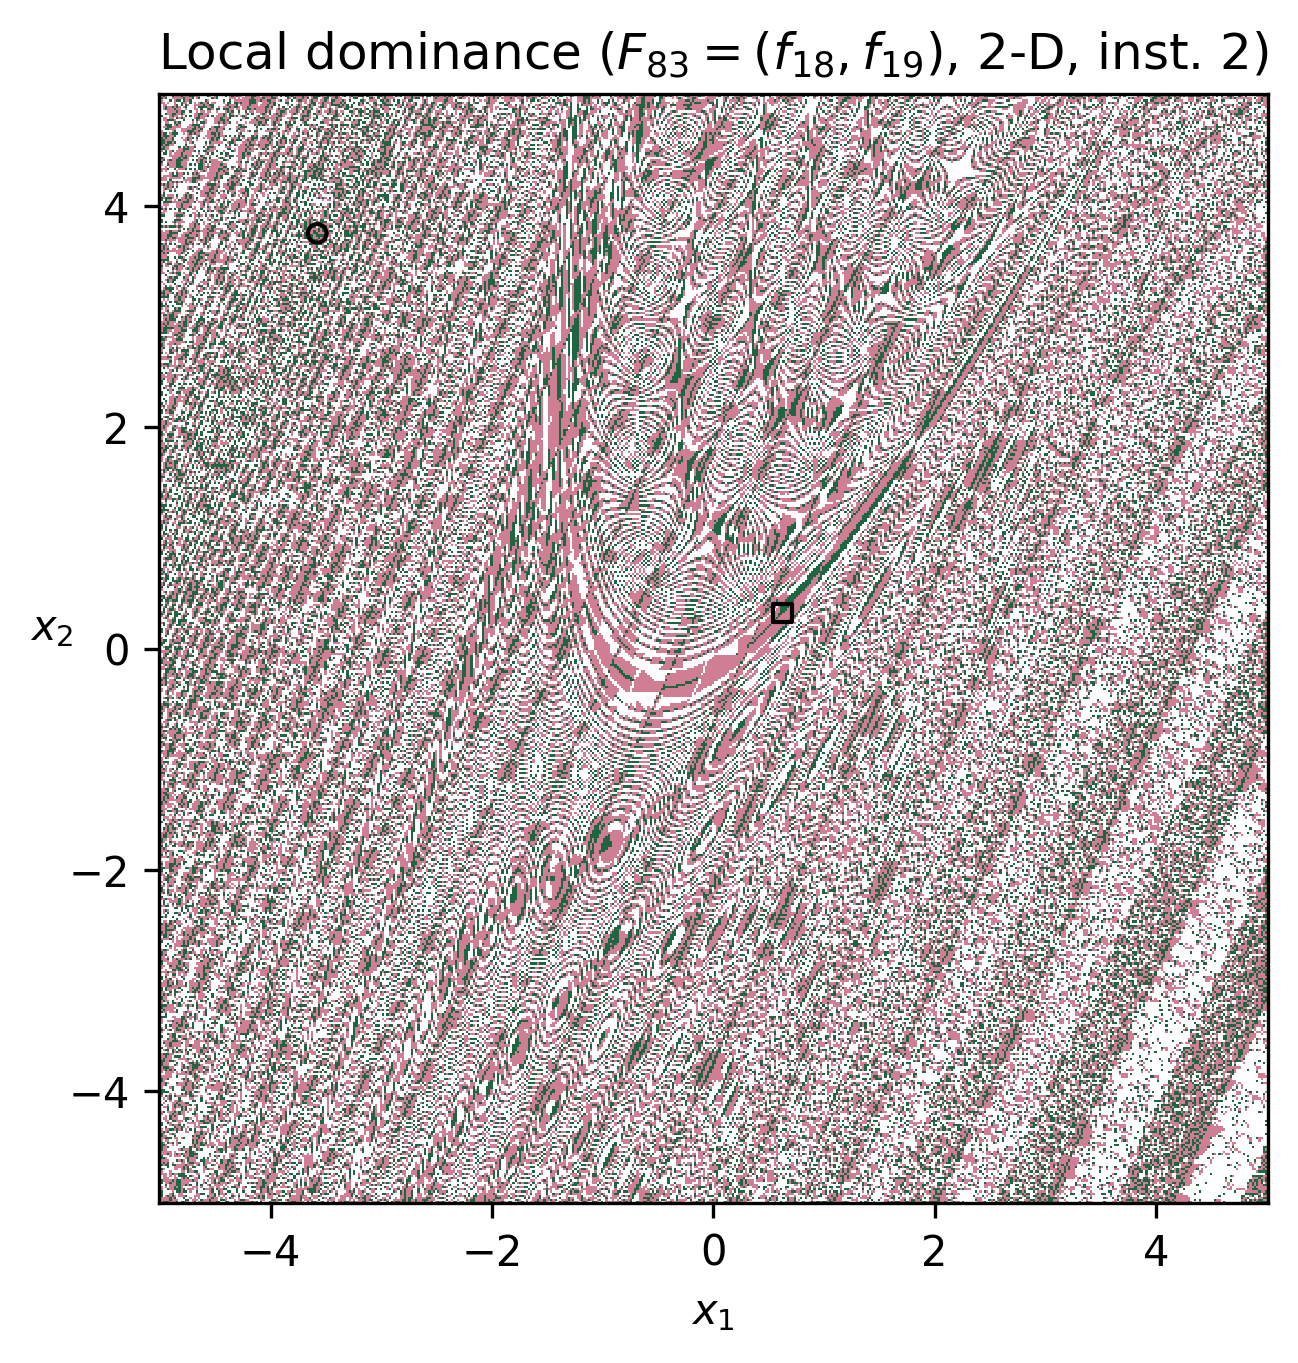 Local dominance (F₈₃ = (f₁₈, f₁₉), 2-D, inst. 2)
4
2
x₂
0
−2
−4
−4 −2 0 2 4
x₁